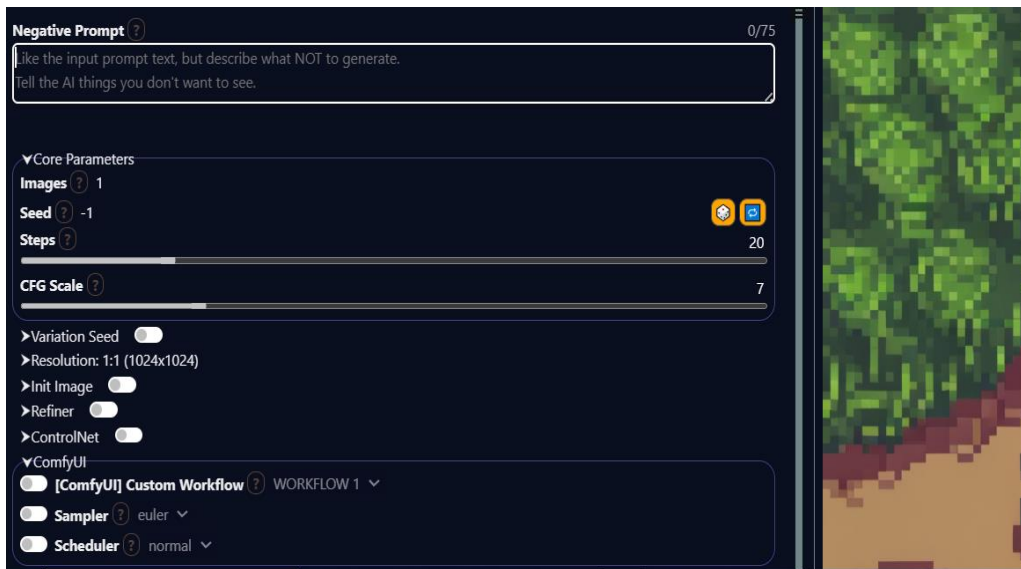 Negative Prompt ? 0/75
Like the input prompt text, but describe what NOT to generate.
Tell the AI things you don't want to see.
Core Parameters
Images ? 1
Seed ? -1
Steps ? 20
CFG Scale ? 7
Variation Seed
Resolution: 1:1 (1024x1024)
Init Image
Refiner
ControlNet
ComfyUI
[ComfyUI] Custom Workflow ? WORKFLOW 1
Sampler ? euler
Scheduler ? normal